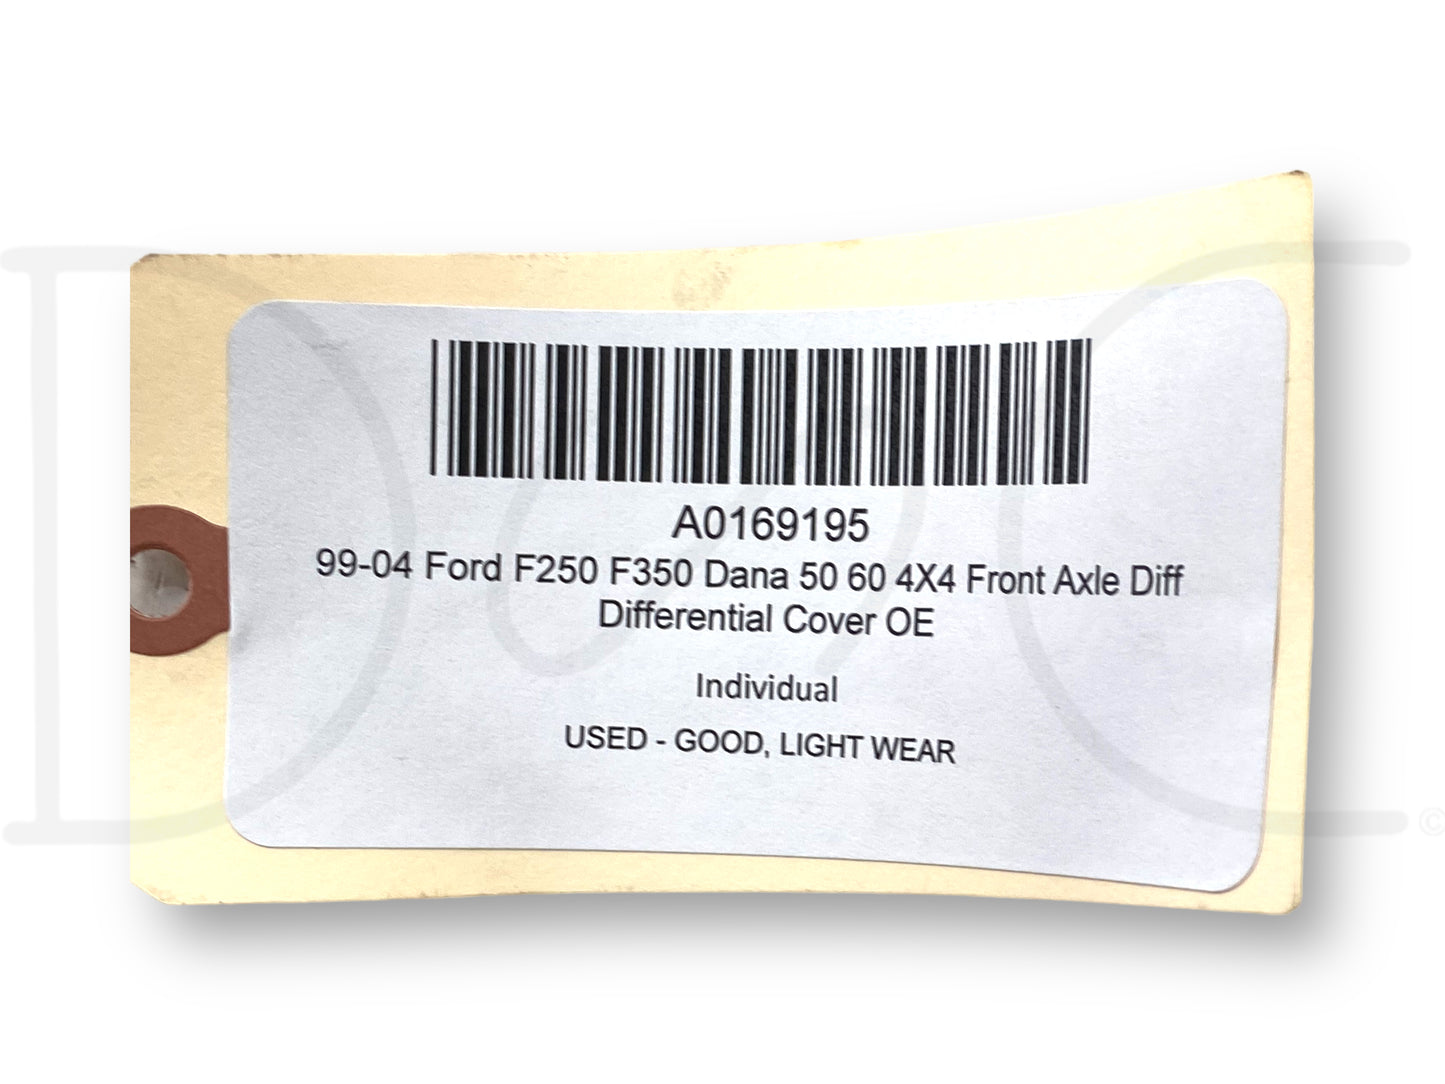 A0169195
99-04 Ford F250 F350 Dana 50 60 4X4 Front Axle Diff
Differential Cover OE
Individual
USED - GOOD, LIGHT WEAR
©